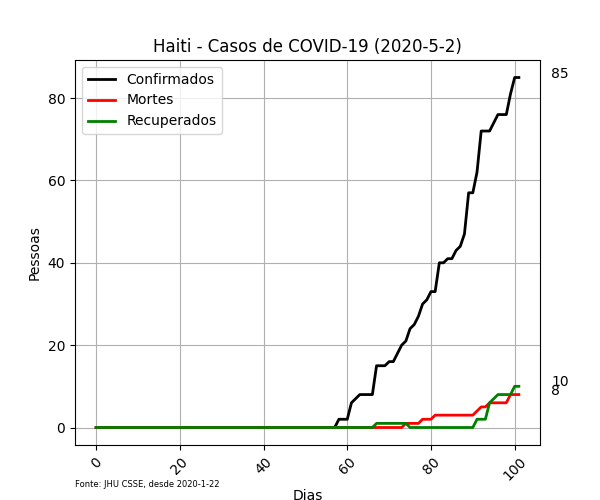 Haiti - Casos de COVID-19 (2020-5-2)
Confirmados
Mortes
Recuperados
85
80
60
40
20
0
10
8
Pessoas
0 20 40 60 80 100
Fonte: JHU CSSE, desde 2020-1-22
Dias